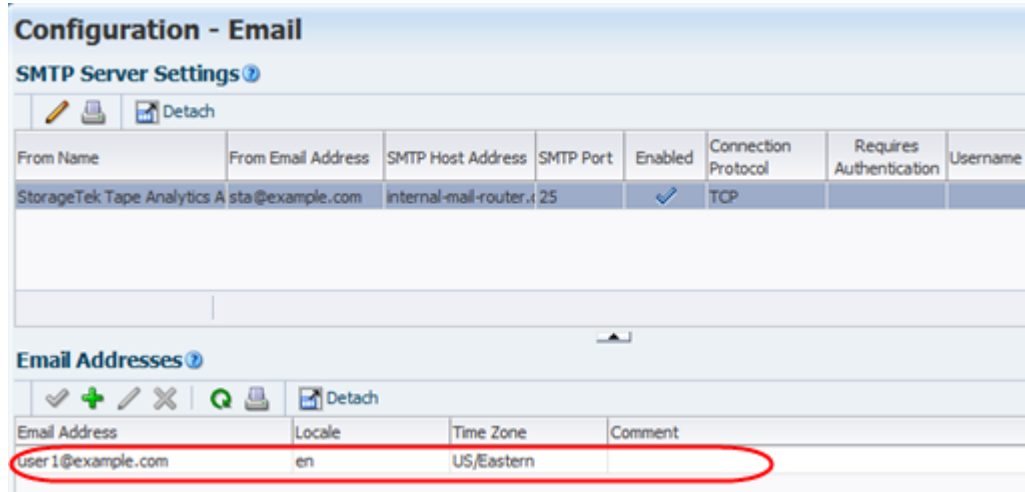 Configuration - Email
SMTP Server Settings
Detach
From Name From Email Address SMTP Host Address SMTP Port Enabled Connection Protocol Requires Authentication Username
StorageTek Tape Analytics A sta@example.com internal-mail-router. 25 TCP
Email Addresses
Detach
Email Address Locale Time Zone Comment
user1@example.com en US/Eastern